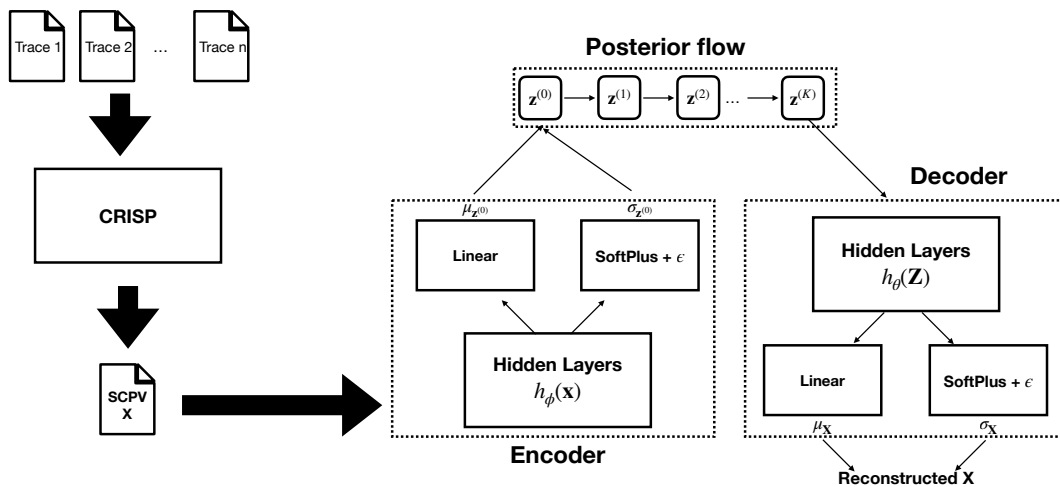 Trace 1
Trace 2
...
Trace n
CRISP
SCPV
X
Posterior flow
z⁽⁰⁾
z⁽¹⁾
z⁽²⁾
...
z⁽ᴷ⁾
μ_z⁽⁰⁾
σ_z⁽⁰⁾
Linear
SoftPlus + ϵ
Hidden Layers
h_ϕ(x)
Encoder
Decoder
Hidden Layers
h_θ(Z)
Linear
SoftPlus + ϵ
μ_X
σ_X
Reconstructed X